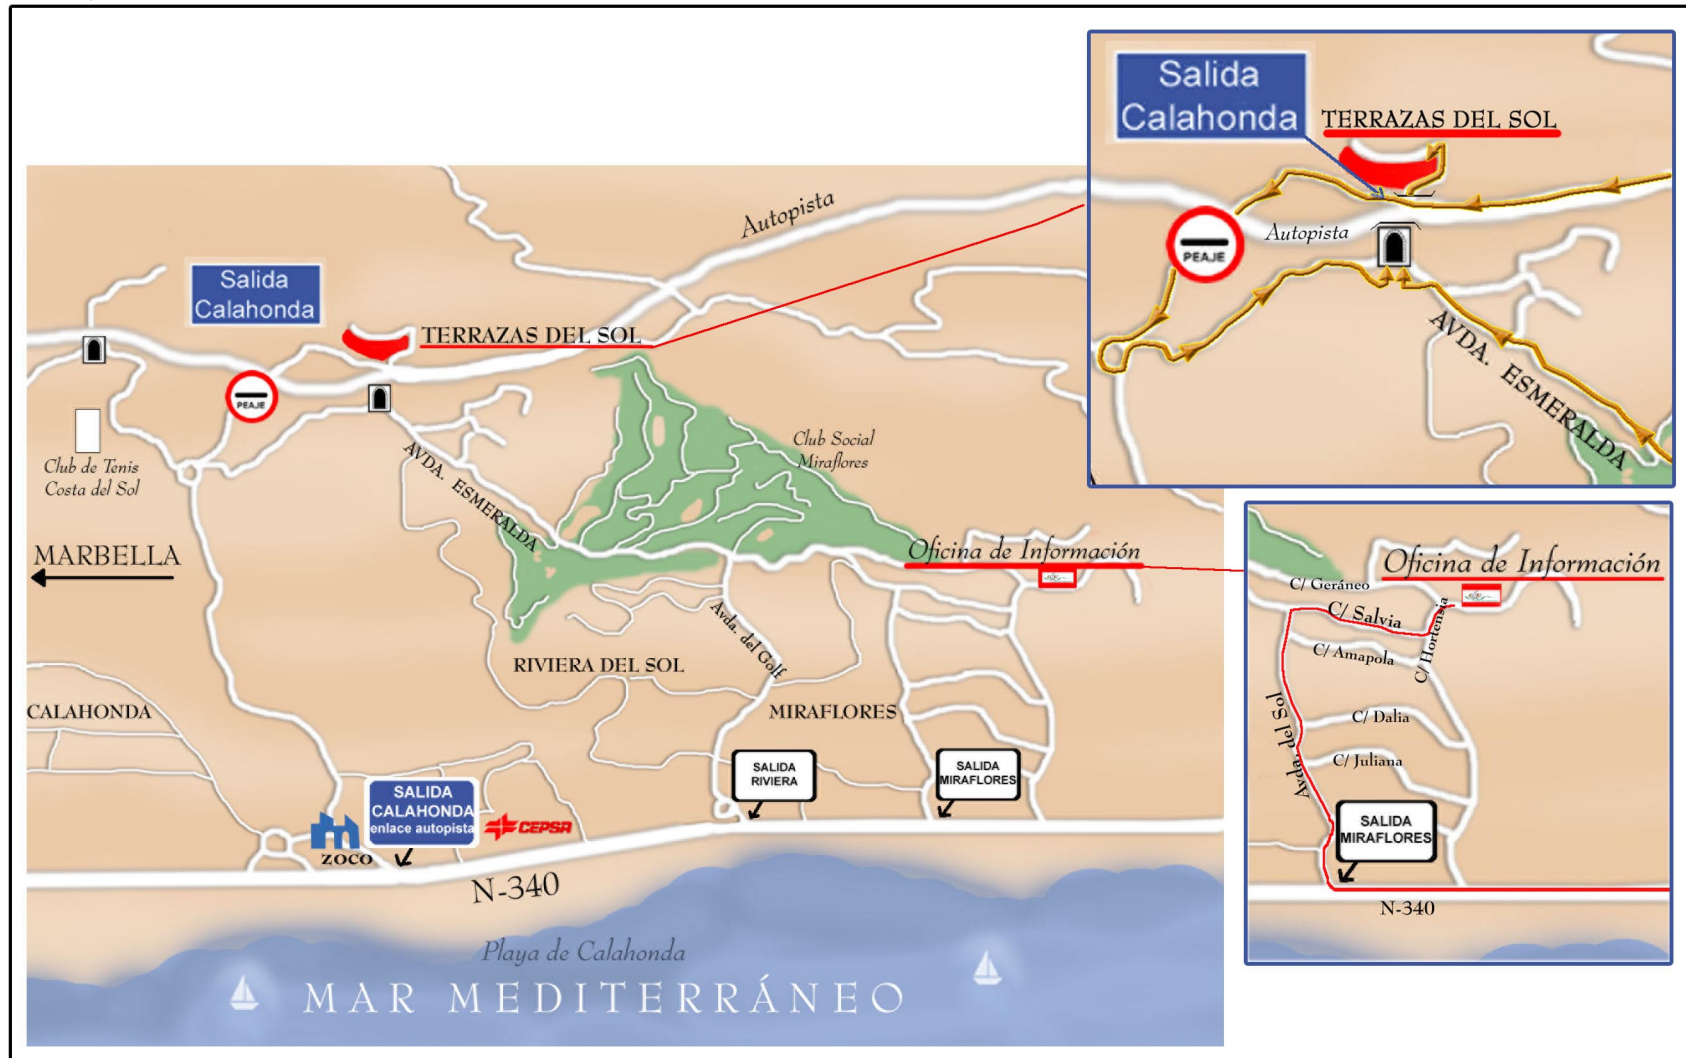 Autopista
Salida
Calahonda
TERRAZAS DEL SOL
PEAJE
Club de Tenis
Costa del Sol
AVDA. ESMERALDA
Club Social
Miraflores
MARBELLA
Oficina de Información
Avda. del Golf
RIVIERA DEL SOL
CALAHONDA
MIRAFLORES
SALIDA
RIVIERA
SALIDA
MIRAFLORES
SALIDA
CALAHONDA
enlace autopista
CEPSA
ZOCO
N-340
Playa de Calahonda
MAR MEDITERRÁNEO
Salida
Calahonda
TERRAZAS DEL SOL
Autopista
PEAJE
AVDA. ESMERALDA
Oficina de Información
C/ Geráneo
C/ Salvia
C/ Hortensia
C/ Amapola
Avda. del Sol
C/ Dalia
C/ Juliana
SALIDA
MIRAFLORES
N-340